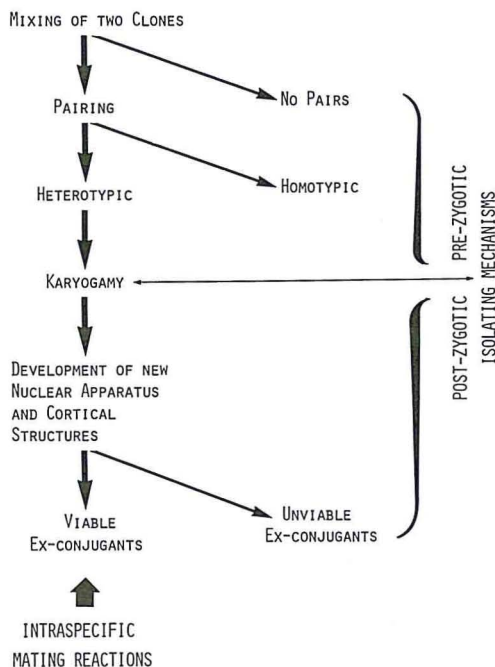 MIXING OF TWO CLONES
NO PAIRS
PAIRING
HOMOTYPIC
HETEROTYPIC
PRE-ZYGOTIC
KARYOGAMY
ISOLATING MECHANISMS
POST-ZYGOTIC
DEVELOPMENT OF NEW
NUCLEAR APPARATUS
AND CORTICAL
STRUCTURES
VIABLE
EX-CONJUGANTS
UNVIABLE
EX-CONJUGANTS
INTRASPECIFIC
MATING REACTIONS